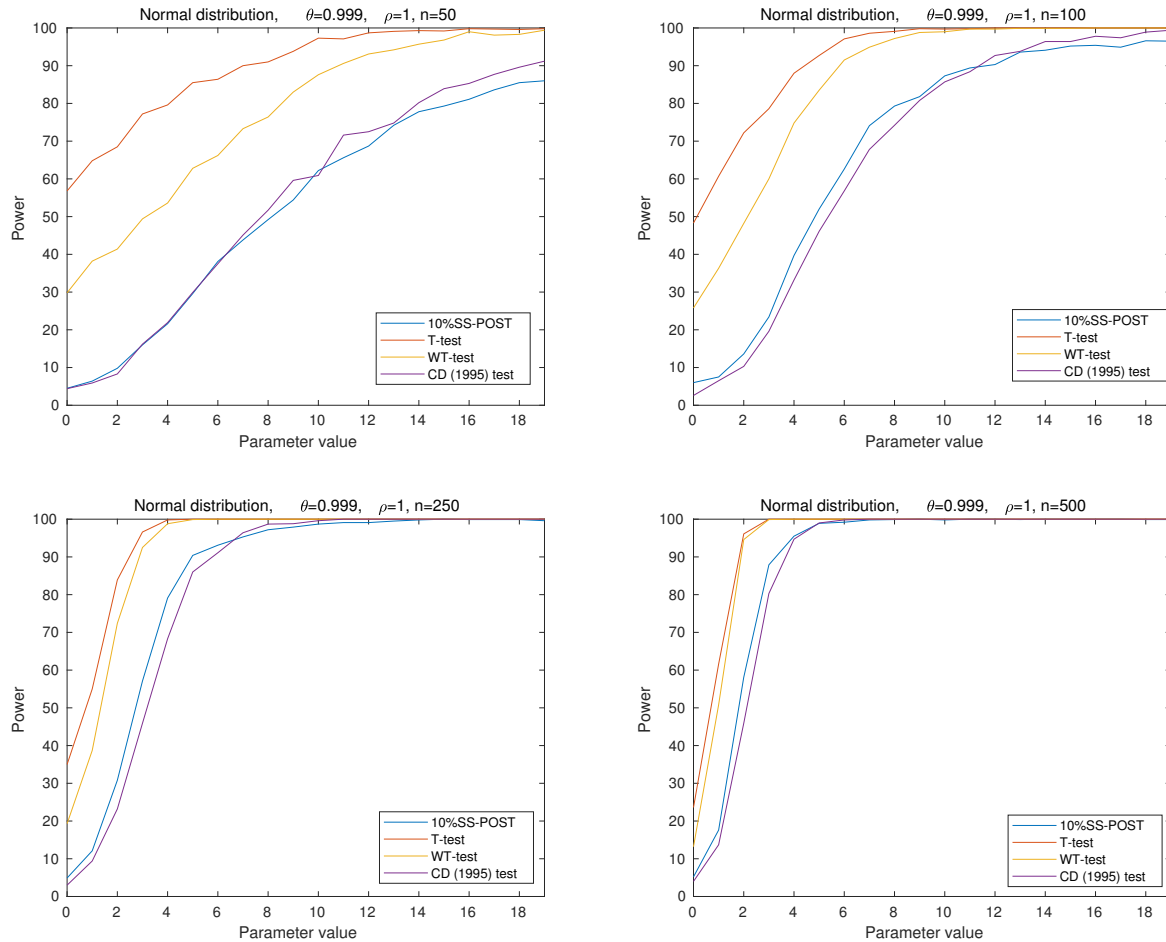 Normal distribution, θ=0.999, ρ=1, n=50
Power
100
90
80
70
60
50
40
30
20
10
0
10%SS-POST
T-test
WT-test
CD (1995) test
0 2 4 6 8 10 12 14 16 18
Parameter value
Normal distribution, θ=0.999, ρ=1, n=100
Power
100
90
80
70
60
50
40
30
20
10
0
10%SS-POST
T-test
WT-test
CD (1995) test
0 2 4 6 8 10 12 14 16 18
Parameter value
Normal distribution, θ=0.999, ρ=1, n=250
Power
100
90
80
70
60
50
40
30
20
10
0
10%SS-POST
T-test
WT-test
CD (1995) test
0 2 4 6 8 10 12 14 16 18
Parameter value
Normal distribution, θ=0.999, ρ=1, n=500
Power
100
90
80
70
60
50
40
30
20
10
0
10%SS-POST
T-test
WT-test
CD (1995) test
0 2 4 6 8 10 12 14 16 18
Parameter value